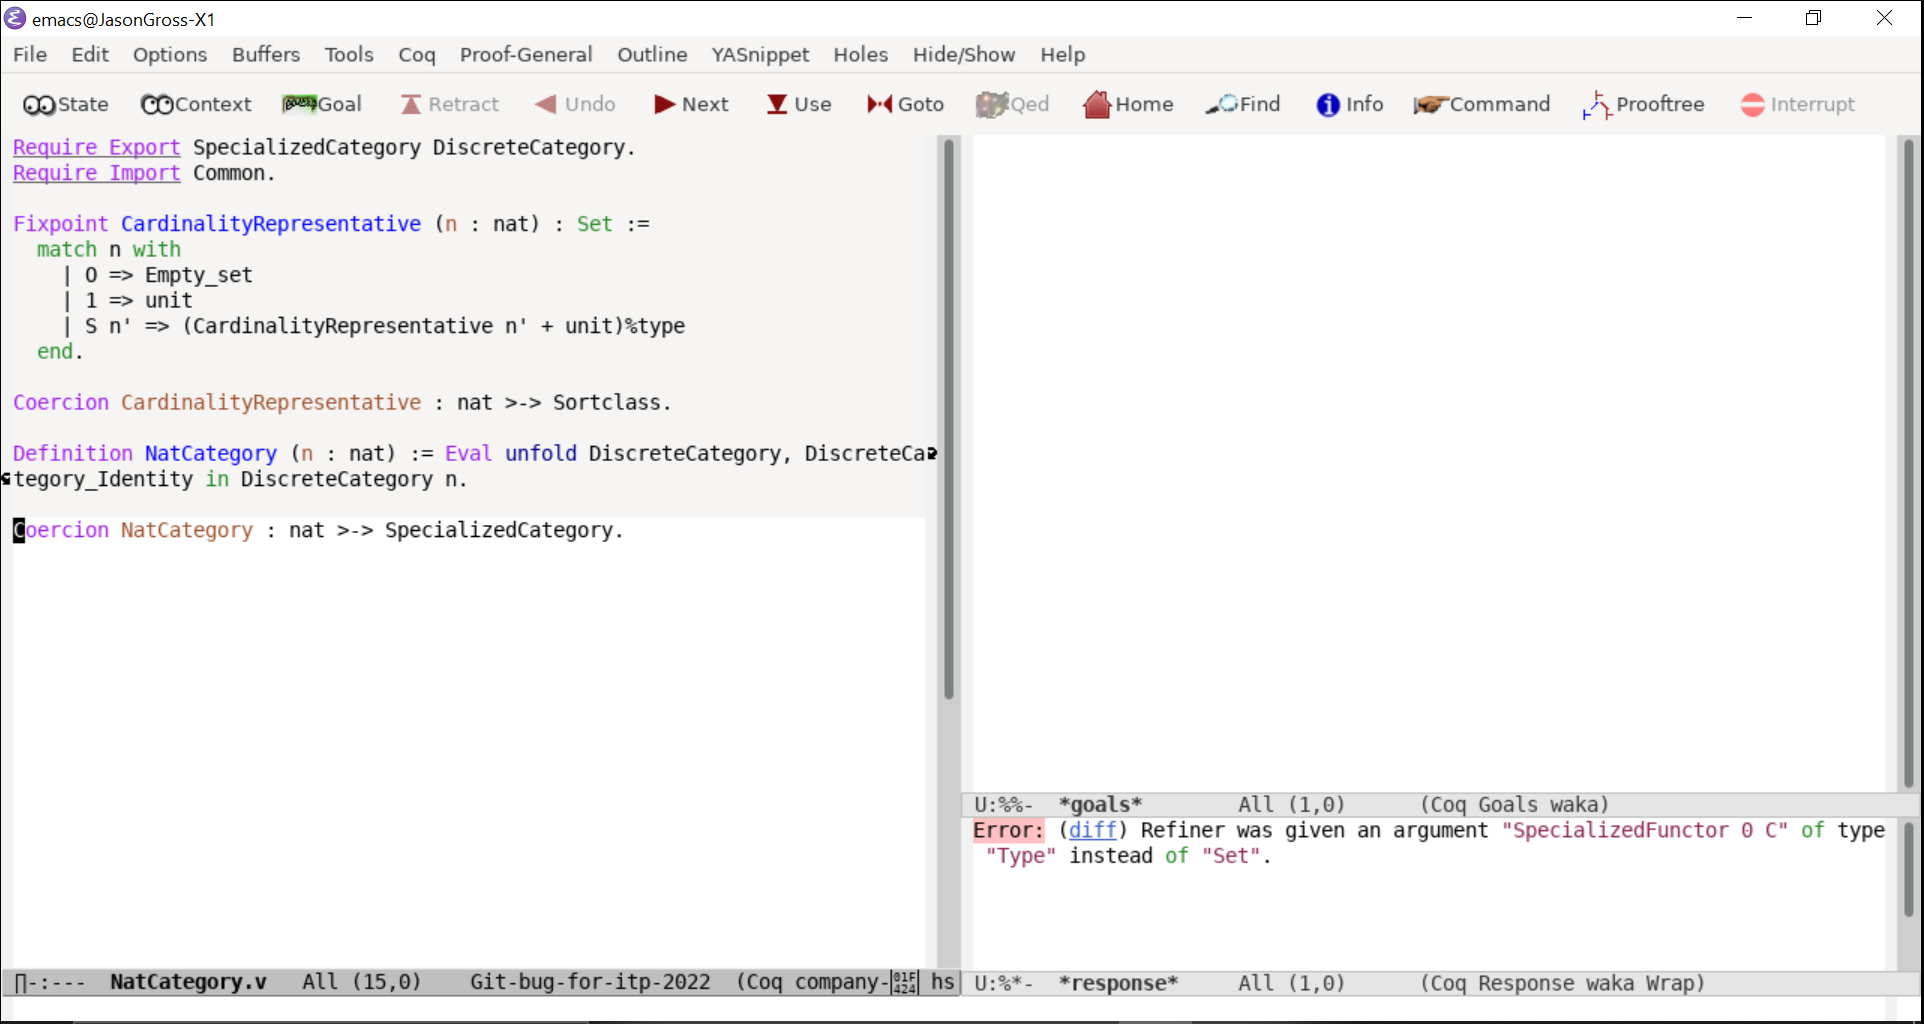 emacs@JasonGross-X1
File Edit Options Buffers Tools Coq Proof-General Outline YASnippet Holes Hide/Show Help
State Context Goal Retract Undo Next Use Goto Qed Home Find Info Command Prooftree Interrupt
Require Export SpecializedCategory DiscreteCategory.
Require Import Common.
Fixpoint CardinalityRepresentative (n : nat) : Set :=
  match n with
    | O => Empty_set
    | 1 => unit
    | S n' => (CardinalityRepresentative n' + unit)%type
  end.
Coercion CardinalityRepresentative : nat >-> Sortclass.
Definition NatCategory (n : nat) := Eval unfold DiscreteCategory, DiscreteCa
tegory_Identity in DiscreteCategory n.
Coercion NatCategory : nat >-> SpecializedCategory.
∏-:--- NatCategory.v All (15,0) Git-bug-for-itp-2022 (Coq company-01F424 hs
U:%%- *goals* All (1,0) (Coq Goals waka)
Error: (diff) Refiner was given an argument "SpecializedFunctor 0 C" of type
"Type" instead of "Set".
U:%*- *response* All (1,0) (Coq Response waka Wrap)